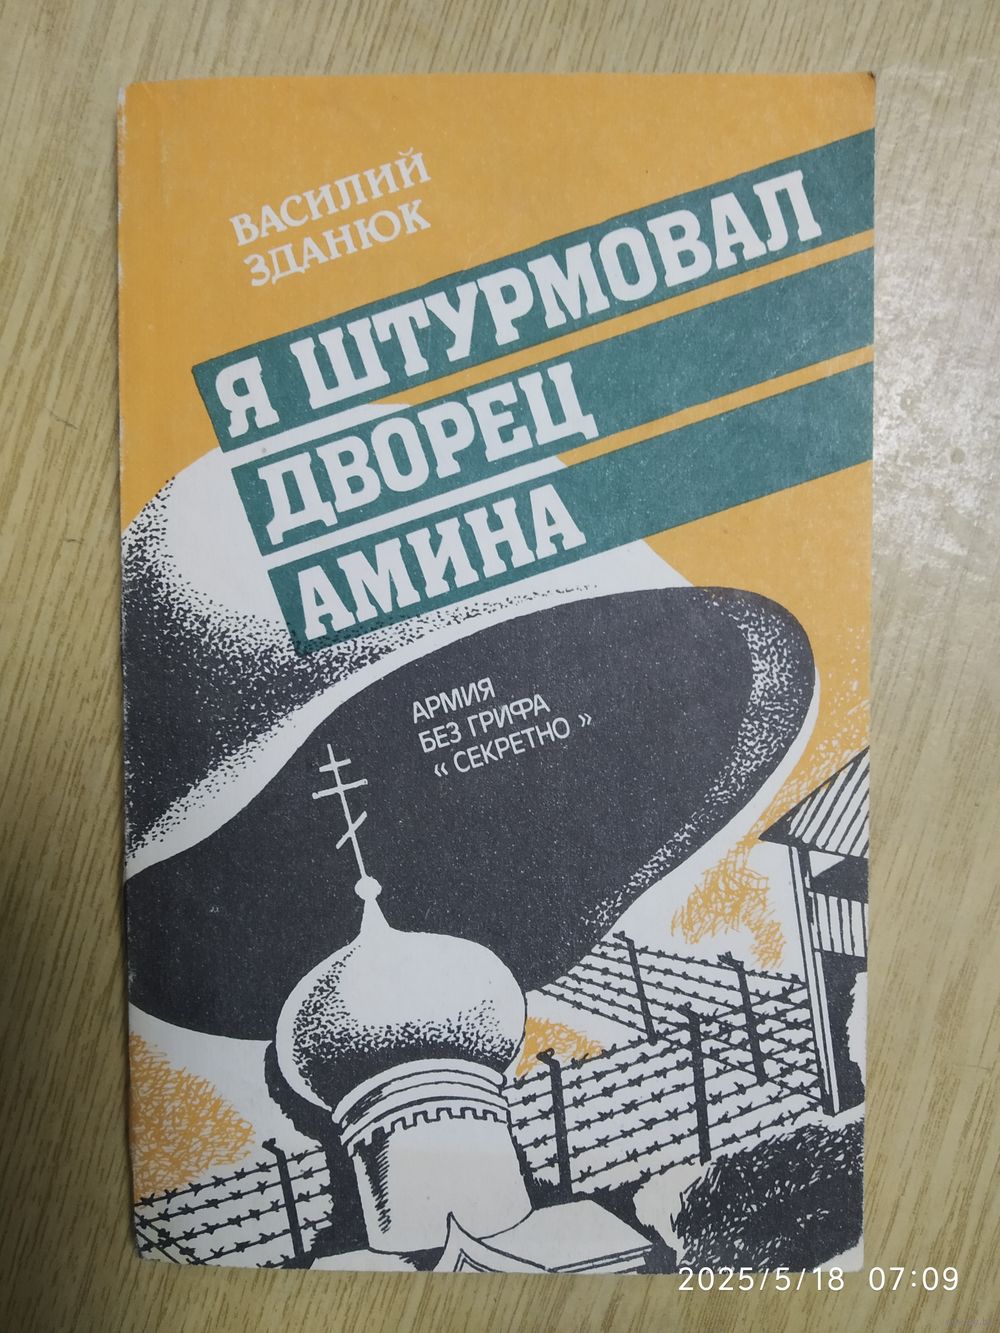 ВАСИЛИЙ
ЗДАНЮК
Я ШТУРМОВАЛ
ДВОРЕЦ
АМИНА
АРМИЯ
БЕЗ ГРИФА
« СЕКРЕТНО »
2025/5/18 07:09